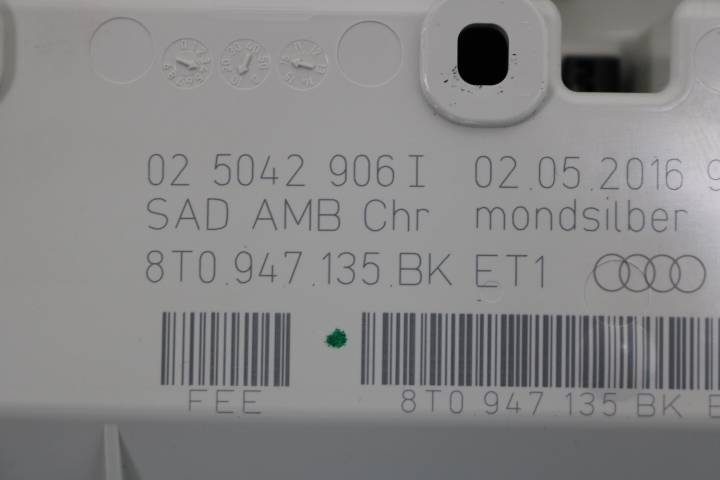 02 5042 906 I 02.05.2016 9
SAD AMB Chr mondsilber
8T0.947.135.BK ET1
FEE 8T0 947 135 BK E